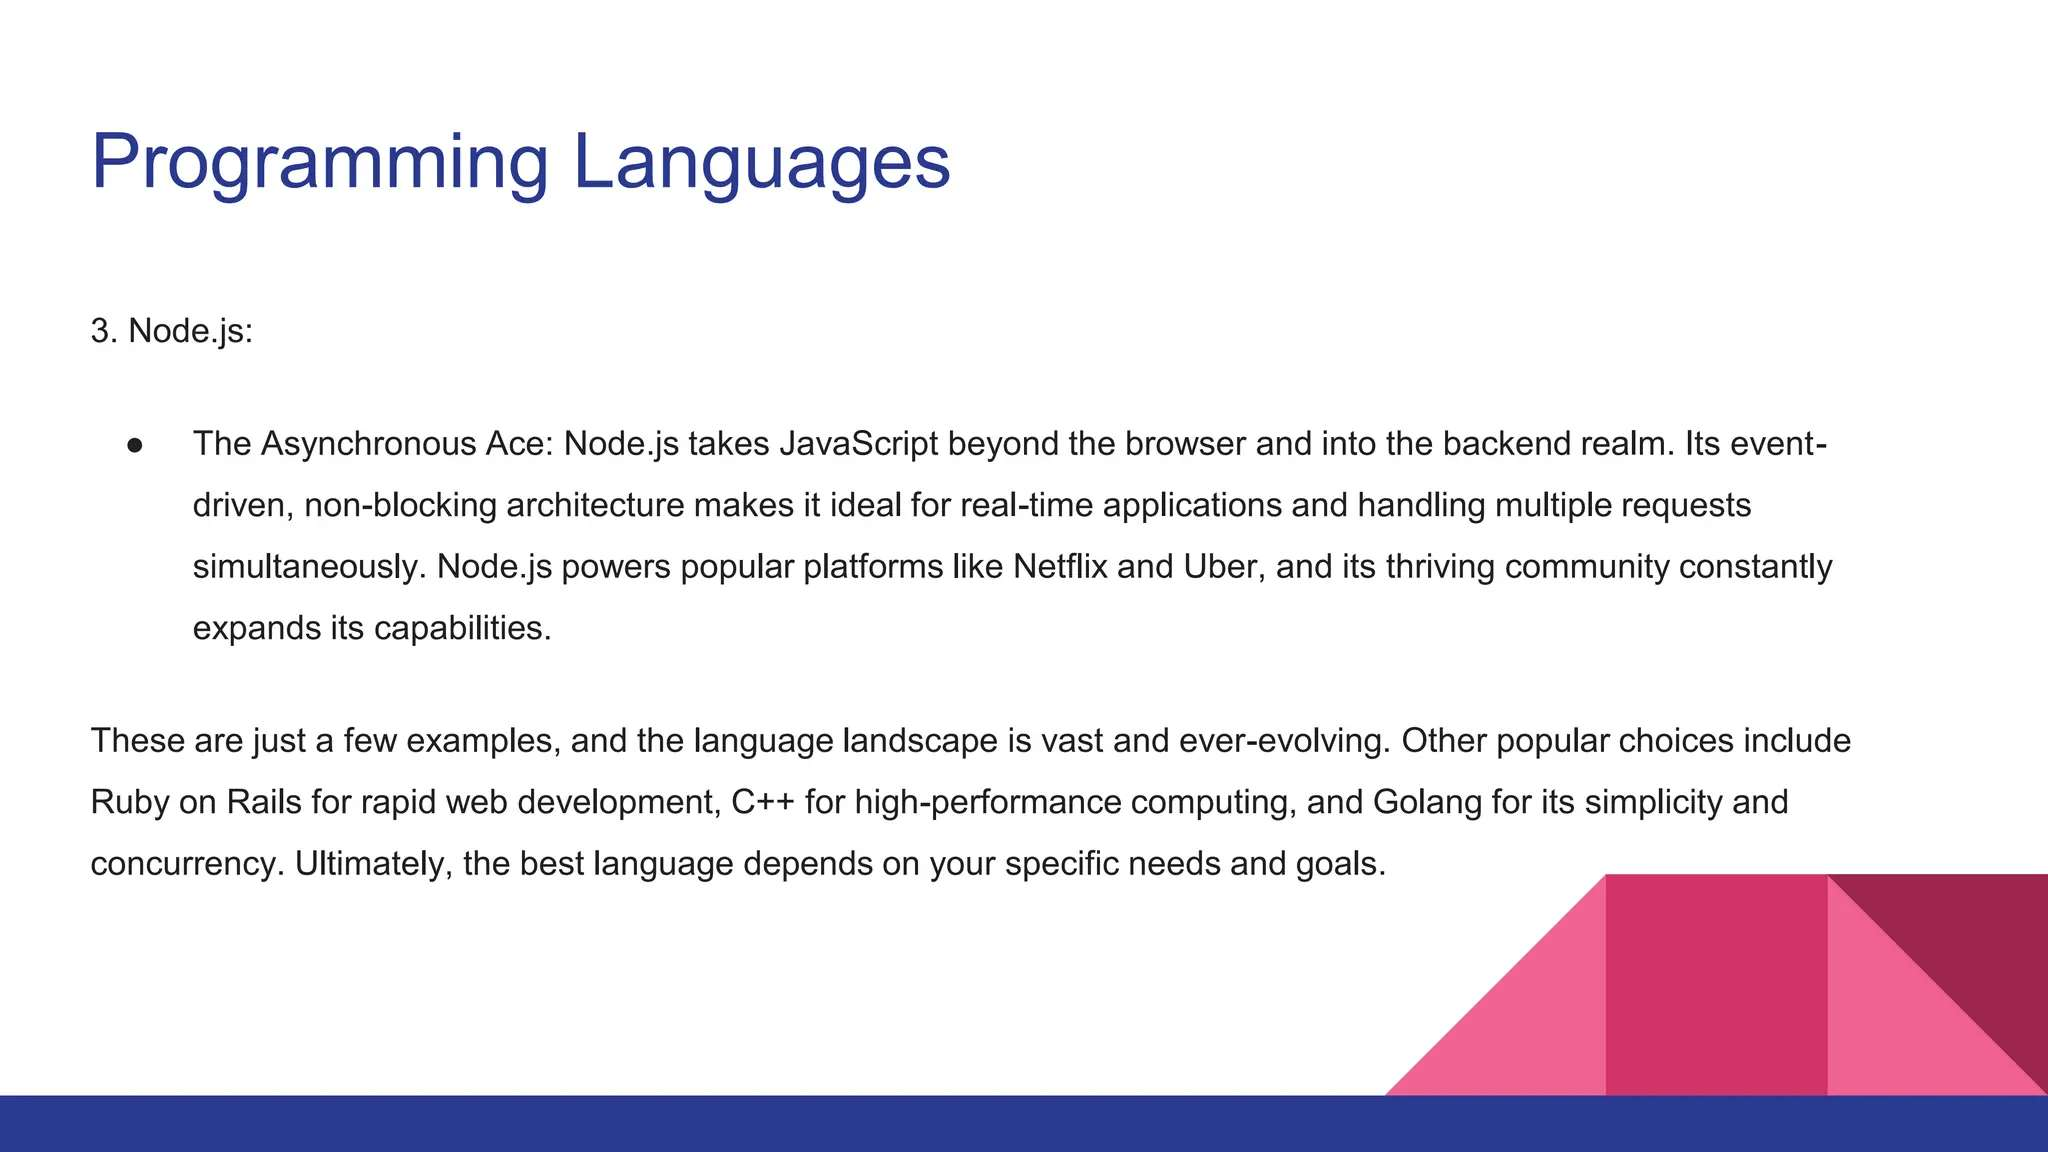 Programming Languages
3. Node.js:
● The Asynchronous Ace: Node.js takes JavaScript beyond the browser and into the backend realm. Its event-
driven, non-blocking architecture makes it ideal for real-time applications and handling multiple requests
simultaneously. Node.js powers popular platforms like Netflix and Uber, and its thriving community constantly
expands its capabilities.
These are just a few examples, and the language landscape is vast and ever-evolving. Other popular choices include
Ruby on Rails for rapid web development, C++ for high-performance computing, and Golang for its simplicity and
concurrency. Ultimately, the best language depends on your specific needs and goals.